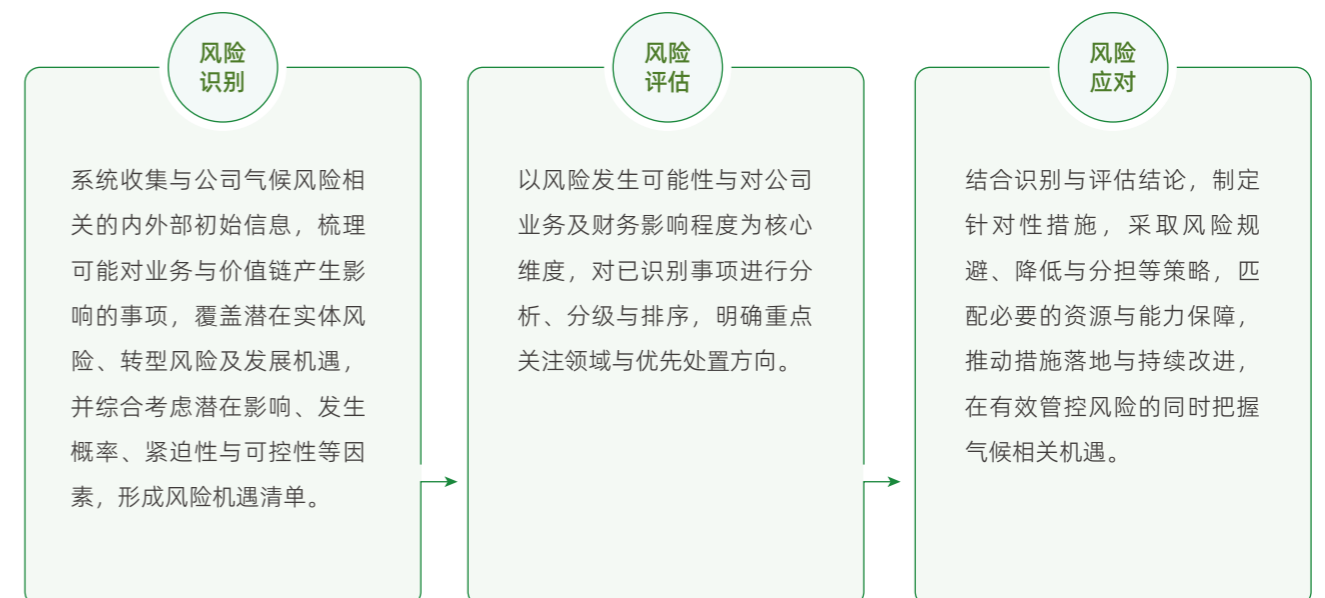 风险
识别
系统收集与公司气候风险相
关的内外部初始信息，梳理
可能对业务与价值链产生影
响的事项，覆盖潜在实体风
险、转型风险及发展机遇，
并综合考虑潜在影响、发生
概率、紧迫性与可控性等因
素，形成风险机遇清单。
风险
评估
以风险发生可能性与对公司
业务及财务影响程度为核心
维度，对已识别事项进行分
析、分级与排序，明确重点
关注领域与优先处置方向。
风险
应对
结合识别与评估结论，制定
针对性措施，采取风险规
避、降低与分担等策略，匹
配必要的资源与能力保障，
推动措施落地与持续改进，
在有效管控风险的同时把握
气候相关机遇。